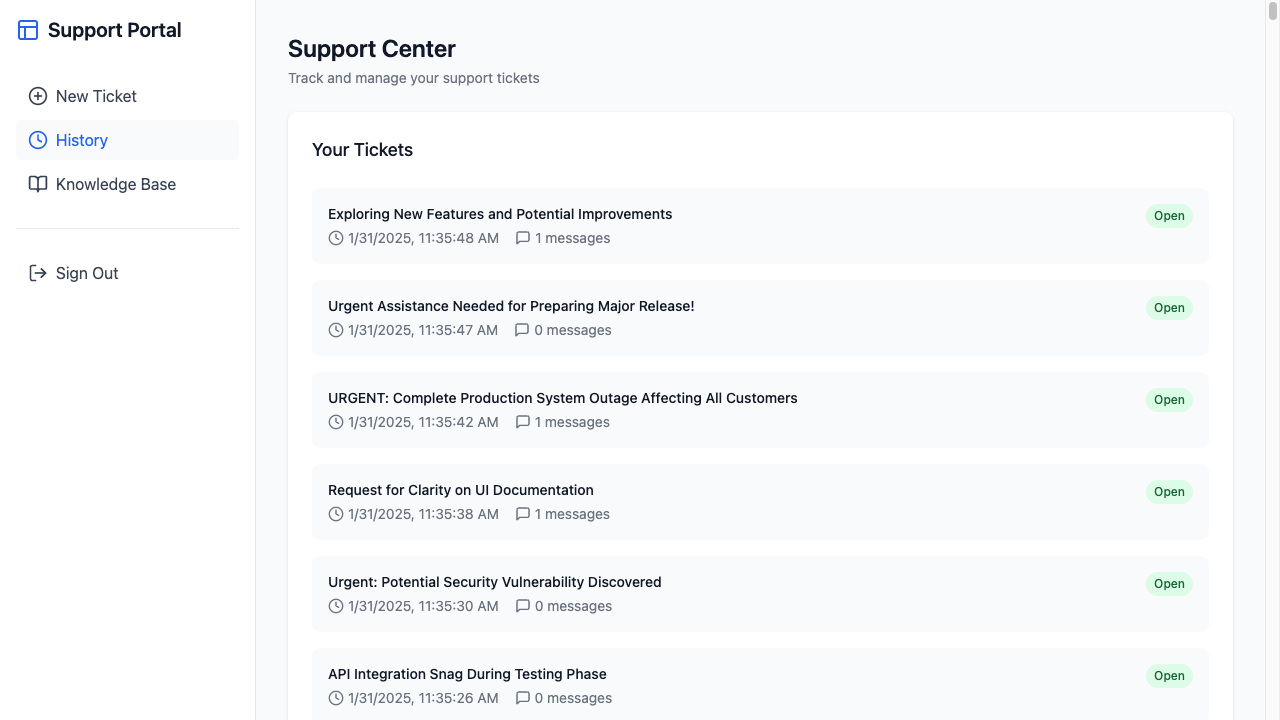 Support Portal
New Ticket
History
Knowledge Base
Sign Out
Support Center
Track and manage your support tickets
Your Tickets
Exploring New Features and Potential Improvements
Open
1/31/2025, 11:35:48 AM 1 messages
Urgent Assistance Needed for Preparing Major Release!
Open
1/31/2025, 11:35:47 AM 0 messages
URGENT: Complete Production System Outage Affecting All Customers
Open
1/31/2025, 11:35:42 AM 1 messages
Request for Clarity on UI Documentation
Open
1/31/2025, 11:35:38 AM 1 messages
Urgent: Potential Security Vulnerability Discovered
Open
1/31/2025, 11:35:30 AM 0 messages
API Integration Snag During Testing Phase
Open
1/31/2025, 11:35:26 AM 0 messages